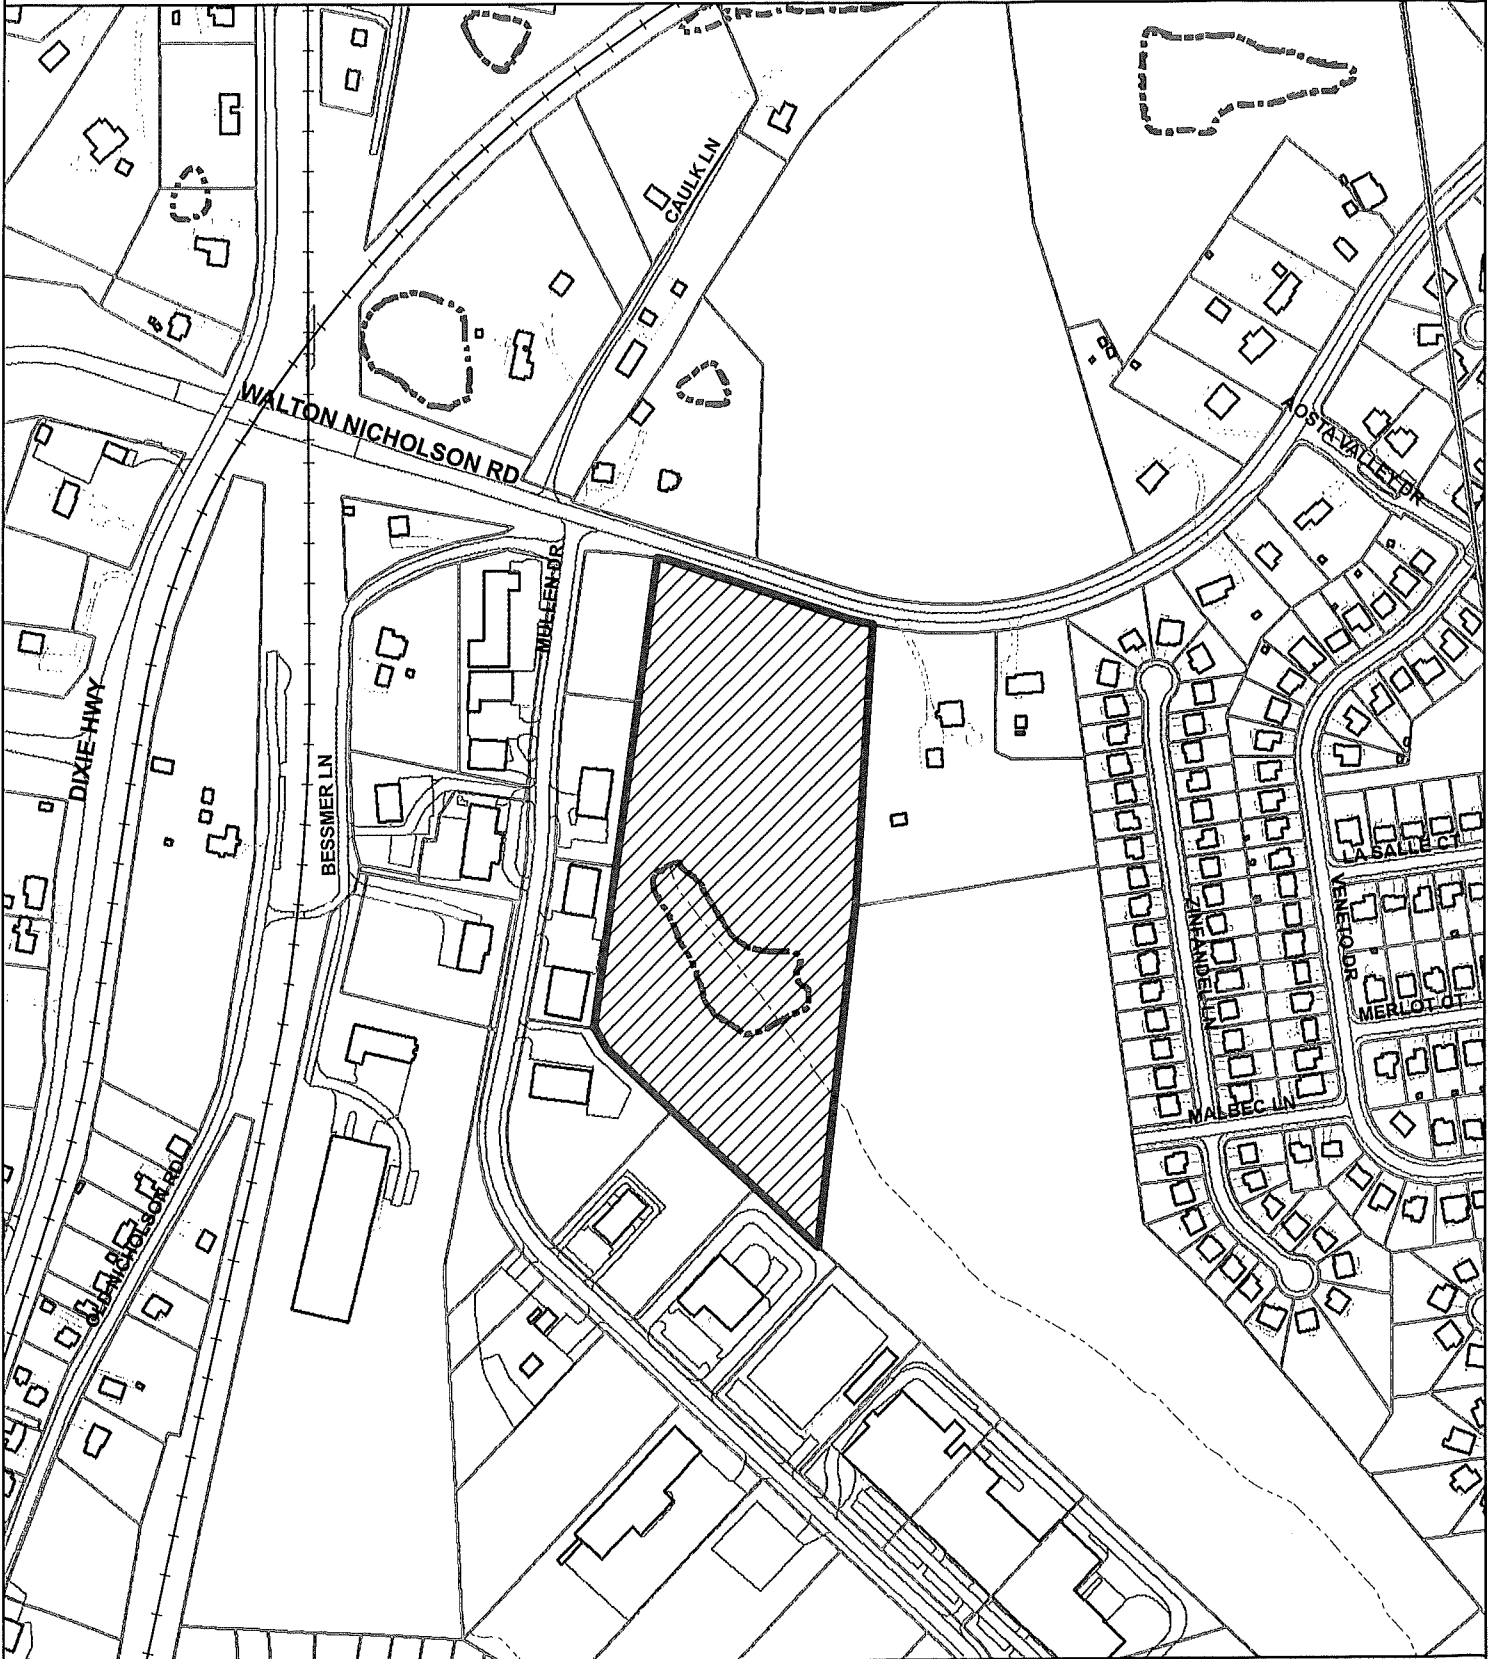 CAULK LN
WALTON NICHOLSON RD
AOSTA VALLEY DR
MULLEN DR
DIXIE HWY
BESSMER LN
LA SALLE CT
VENETO DR
ZINFANDEL LN
MERLOT CT
MALBEC LN
OLD NICHOLSON RD